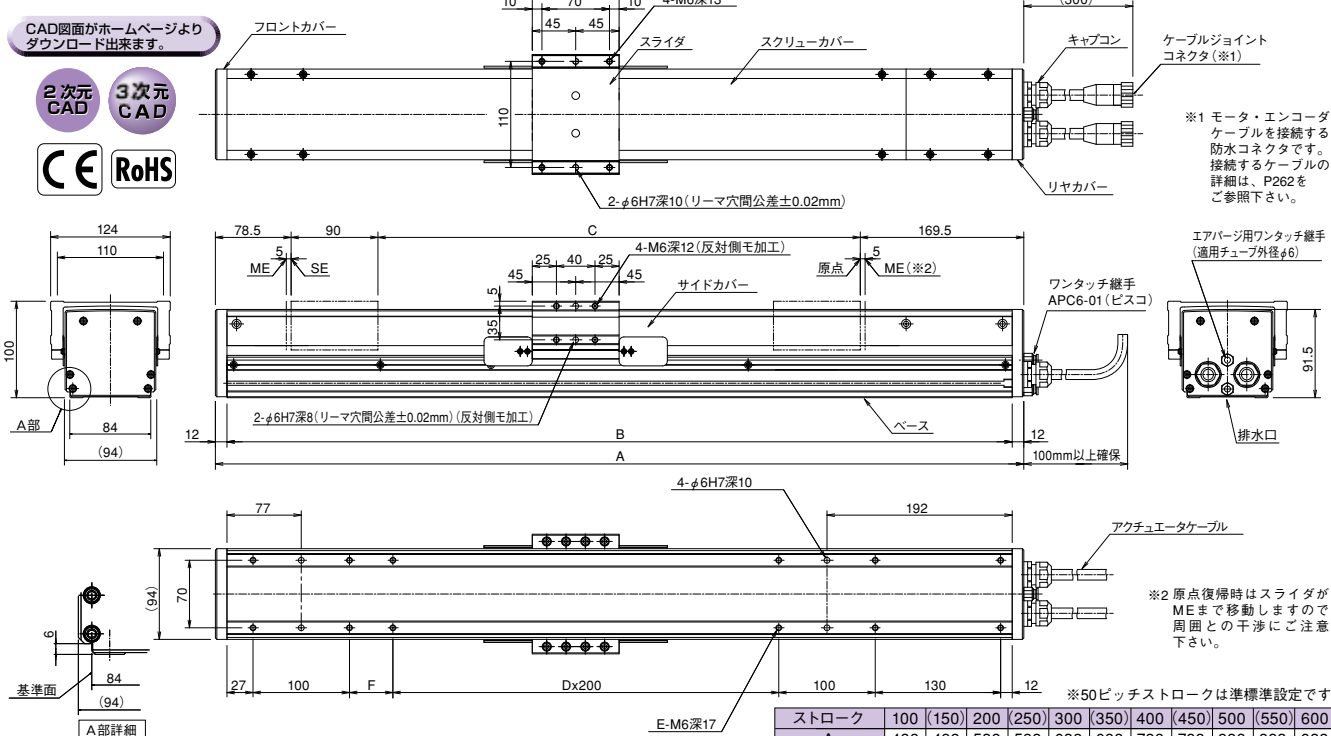 CAD図面がホームページより
ダウンロード出来ます。
2次元
CAD
3次元
CAD
CE
RoHS
10
70
10
4-M6深13
45
45
(300)
フロントカバー
スライダ
スクリューカバー
キャプコン
ケーブルジョイント
コネクタ(※1)
110
リヤカバー
2-φ6H7深10(リーマ穴間公差±0.02mm)
※1 モータ・エンコーダ
ケーブルを接続する
防水コネクタです。
接続するケーブルの
詳細は、P262を
ご参照下さい。
124
110
100
84
(94)
A部
78.5
90
C
169.5
5
ME
SE
25
40
25
45
45
5
35
4-M6深12(反対側モ加工)
サイドカバー
原点
5
ME(※2)
ワンタッチ継手
APC6-01(ピスコ)
2-φ6H7深8(リーマ穴間公差±0.02mm)(反対側モ加工)
ベース
12
B
12
A
100mm以上確保
エアパージ用ワンタッチ継手
(適用チューブ外径φ6)
91.5
排水口
4-φ6H7深10
77
192
アクチュエータケーブル
(94)
70
27
100
F
Dx200
100
130
12
E-M6深17
6
基準面
84
(94)
A部詳細
※2 原点復帰時はスライダが
MEまで移動しますので
周囲との干渉にご注意
下さい。
※50ピッチストロークは準標準設定です
ストローク 100 (150) 200 (250) 300 (350) 400 (450) 500 (550) 600